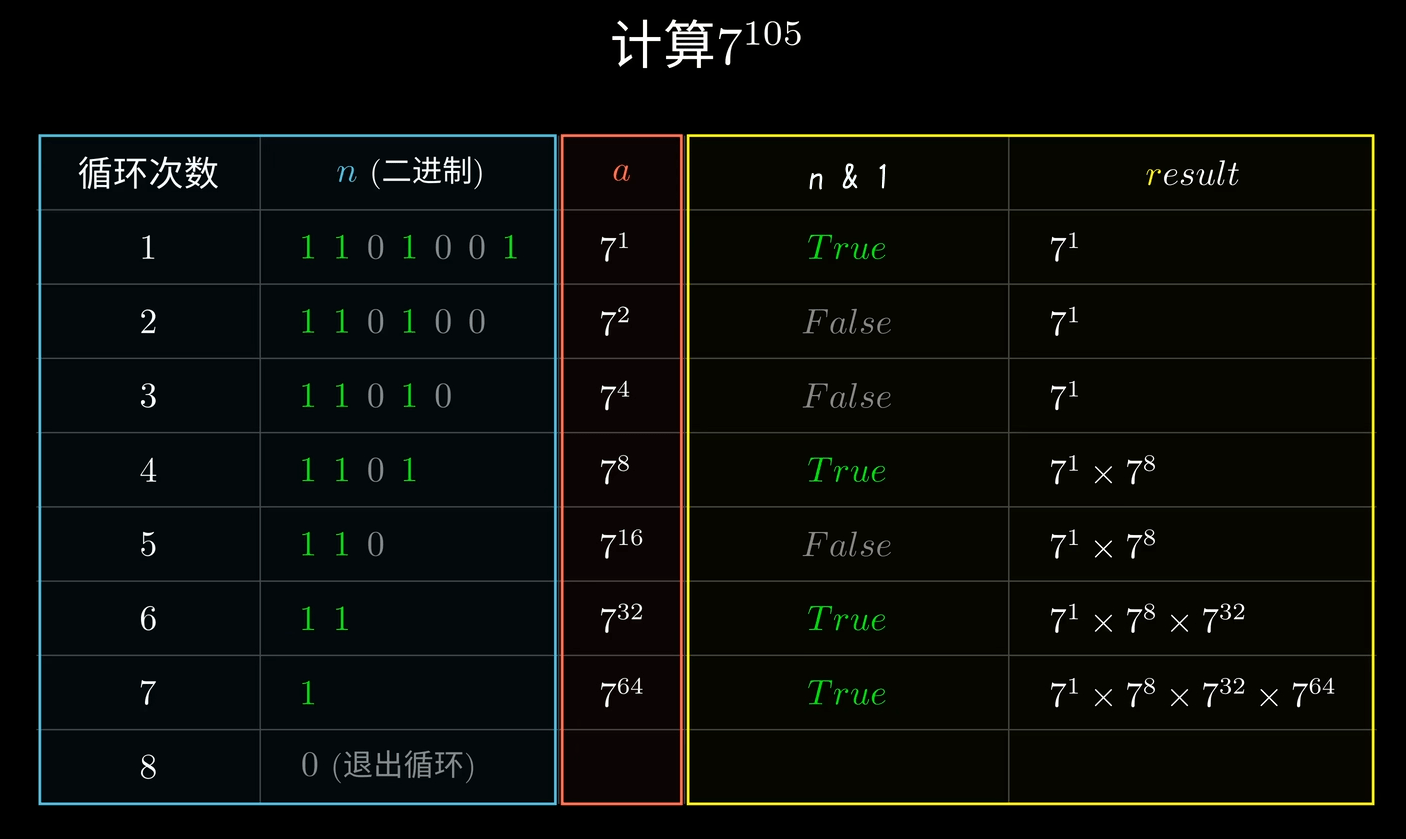 计算7^105
循环次数 n (二进制) a n & 1 result
1 1 1 0 1 0 0 1 7^1 True 7^1
2 1 1 0 1 0 0 7^2 False 7^1
3 1 1 0 1 0 7^4 False 7^1
4 1 1 0 1 7^8 True 7^1 × 7^8
5 1 1 0 7^16 False 7^1 × 7^8
6 1 1 7^32 True 7^1 × 7^8 × 7^32
7 1 7^64 True 7^1 × 7^8 × 7^32 × 7^64
8 0 (退出循环)